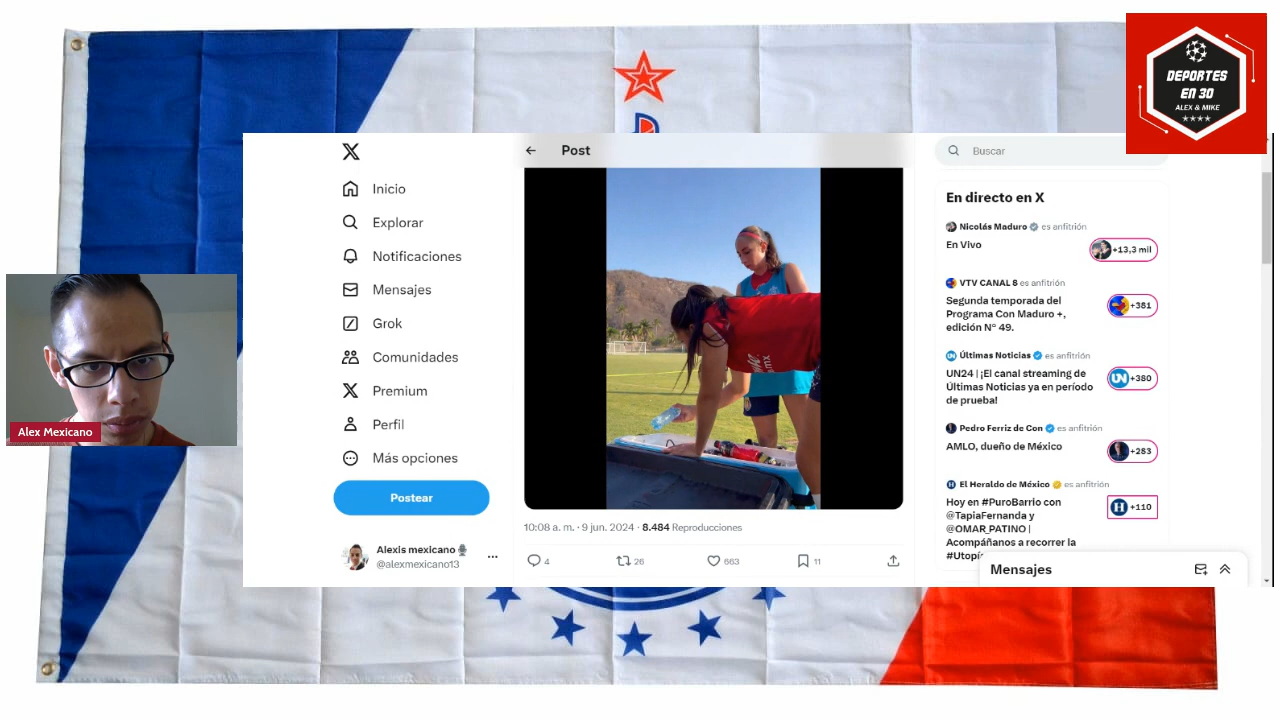 DEPORTES
EN 3D
ALEX & MIKE
Post
Buscar
Inicio
Explorar
Notificaciones
Mensajes
Grok
Comunidades
Premium
Perfil
Más opciones
Postear
Alexis mexicano
@alexmexicano13
10:08 a. m. · 9 jun. 2024 · 8.484 Reproducciones
4
26
663
11
En directo en X
Nicolás Maduro es anfitrión
En Vivo
+13,3 mil
VTV CANAL 8 es anfitrión
Segunda temporada del
Programa Con Maduro +,
edición N° 49.
+381
Últimas Noticias es anfitrión
UN24 | ¡El canal streaming de
Últimas Noticias ya en período
de prueba!
+380
Pedro Ferriz de Con es anfitrión
AMLO, dueño de México
+283
El Heraldo de México es anfitrión
Hoy en #PuroBarrio con
@TapiaFernanda y
@OMAR_PATINO |
Acompáñanos a recorrer la
+110
Mensajes
Alex Mexicano